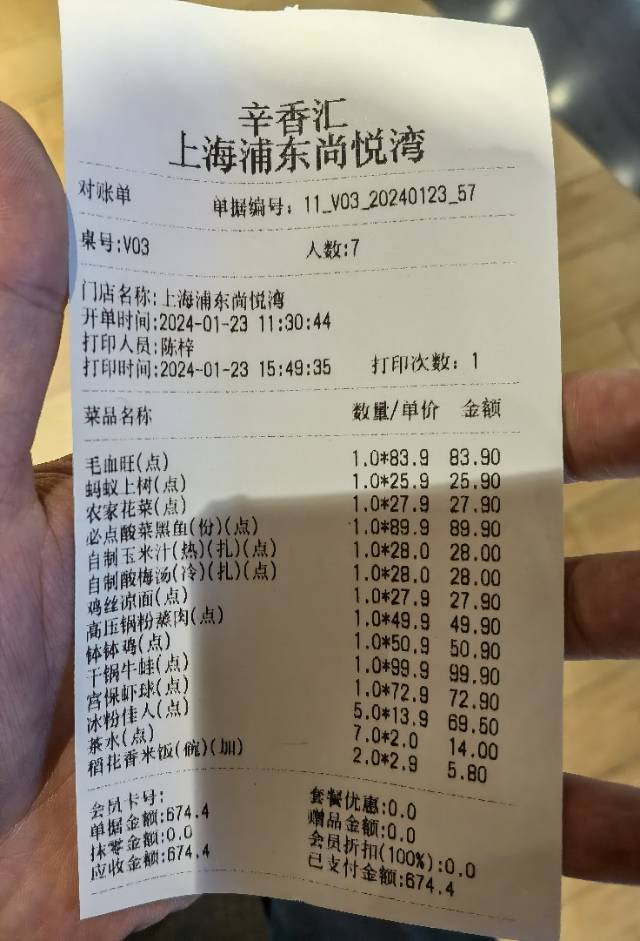 辛香汇
上海浦东尚悦湾
对账单 单据编号: 11_V03_20240123_57
桌号:V03 人数:7
门店名称:上海浦东尚悦湾
开单时间:2024-01-23 11:30:44
打印人员:陈梓
打印时间:2024-01-23 15:49:35 打印次数: 1
菜品名称 数量/单价 金额
毛血旺(点) 1.0*83.9 83.90
蚂蚁上树(点) 1.0*25.9 25.90
农家花菜(点) 1.0*27.9 27.90
必点酸菜黑鱼(份)(点) 1.0*89.9 89.90
自制玉米汁(热)(扎)(点) 1.0*28.0 28.00
自制酸梅汤(冷)(扎)(点) 1.0*28.0 28.00
鸡丝凉面(点) 1.0*27.9 27.90
高压锅粉蒸肉(点) 1.0*49.9 49.90
钵钵鸡(点) 1.0*50.9 50.90
干锅牛蛙(点) 1.0*99.9 99.90
宫保虾球(点) 1.0*72.9 72.90
冰粉佳人(点) 5.0*13.9 69.50
茶水(点) 7.0*2.0 14.00
稻花香米饭(碗)(加) 2.0*2.9 5.80
会员卡号: 套餐优惠:0.0
单据金额:674.4 赠品金额:0.0
抹零金额:0.0 会员折扣(100%):0.0
应收金额:674.4 已支付金额:674.4